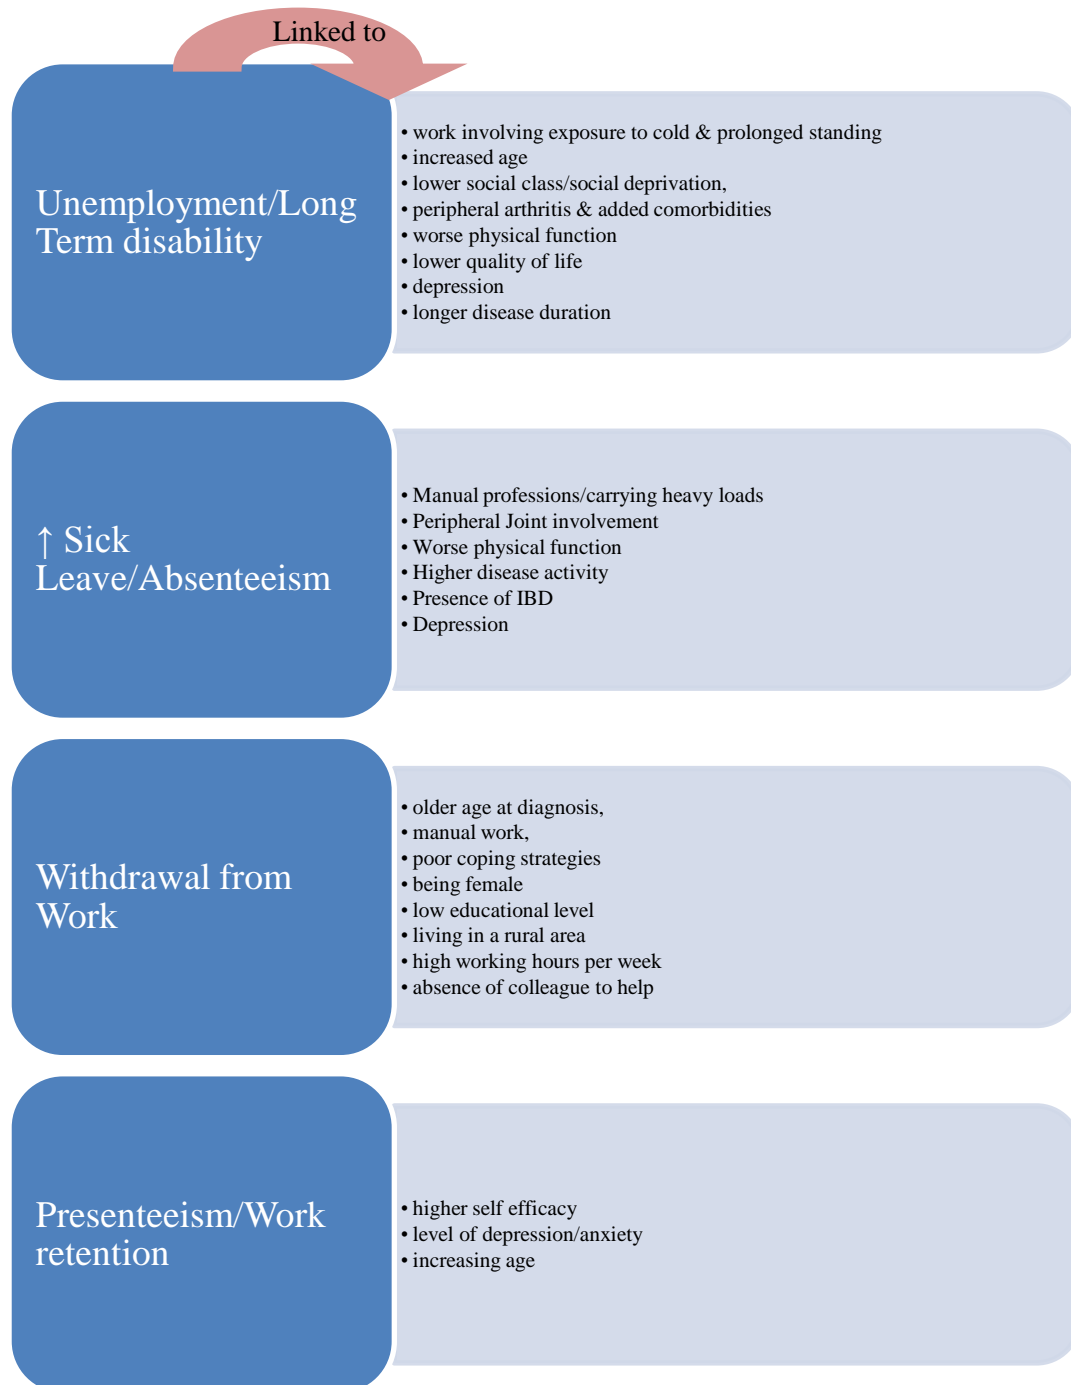 Linked to
Unemployment/Long
Term disability
• work involving exposure to cold & prolonged standing
• increased age
• lower social class/social deprivation,
• peripheral arthritis & added comorbidities
• worse physical function
• lower quality of life
• depression
• longer disease duration
↑ Sick
Leave/Absenteeism
• Manual professions/carrying heavy loads
• Peripheral Joint involvement
• Worse physical function
• Higher disease activity
• Presence of IBD
• Depression
Withdrawal from
Work
• older age at diagnosis,
• manual work,
• poor coping strategies
• being female
• low educational level
• living in a rural area
• high working hours per week
• absence of colleague to help
Presenteeism/Work
retention
• higher self efficacy
• level of depression/anxiety
• increasing age